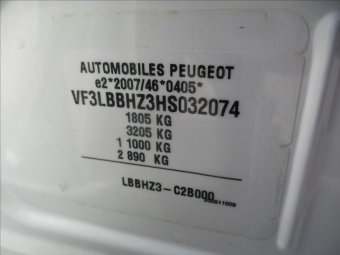 AUTOMOBILES PEUGEOT
e2*2007/46*0405*
VF3LBBHZ3HS032074
1805 KG
3205 KG
1 1000 KG
2 890 KG
LBBHZ3-C2B000